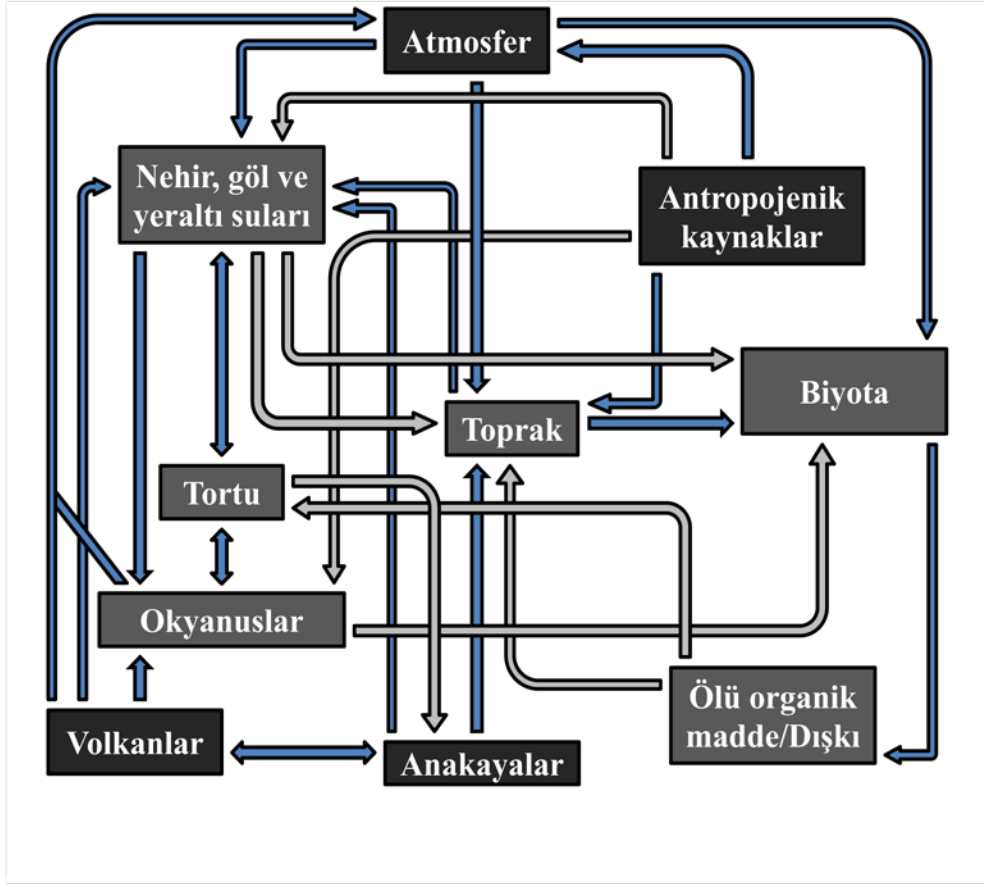 Atmosfer
Nehir, göl ve
yeraltı suları
Antropojenik
kaynaklar
Biyota
Toprak
Tortu
Okyanuslar
Ölü organik
madde/Dışkı
Volkanlar
Anakayalar